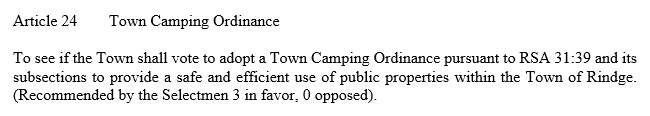 Article 24 Town Camping Ordinance
To see if the Town shall vote to adopt a Town Camping Ordinance pursuant to RSA 31:39 and its
subsections to provide a safe and efficient use of public properties within the Town of Rindge.
(Recommended by the Selectmen 3 in favor, 0 opposed).